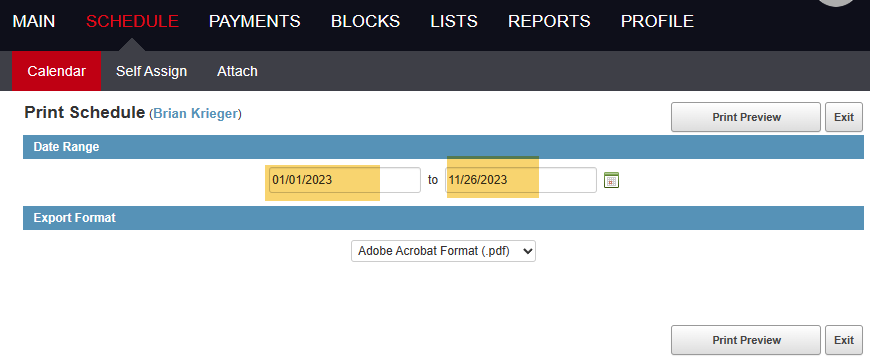 MAIN SCHEDULE PAYMENTS BLOCKS LISTS REPORTS PROFILE
Calendar Self Assign Attach
Print Schedule (Brian Krieger) Print Preview Exit
Date Range
01/01/2023 to 11/26/2023
Export Format
Adobe Acrobat Format (.pdf)
Print Preview Exit